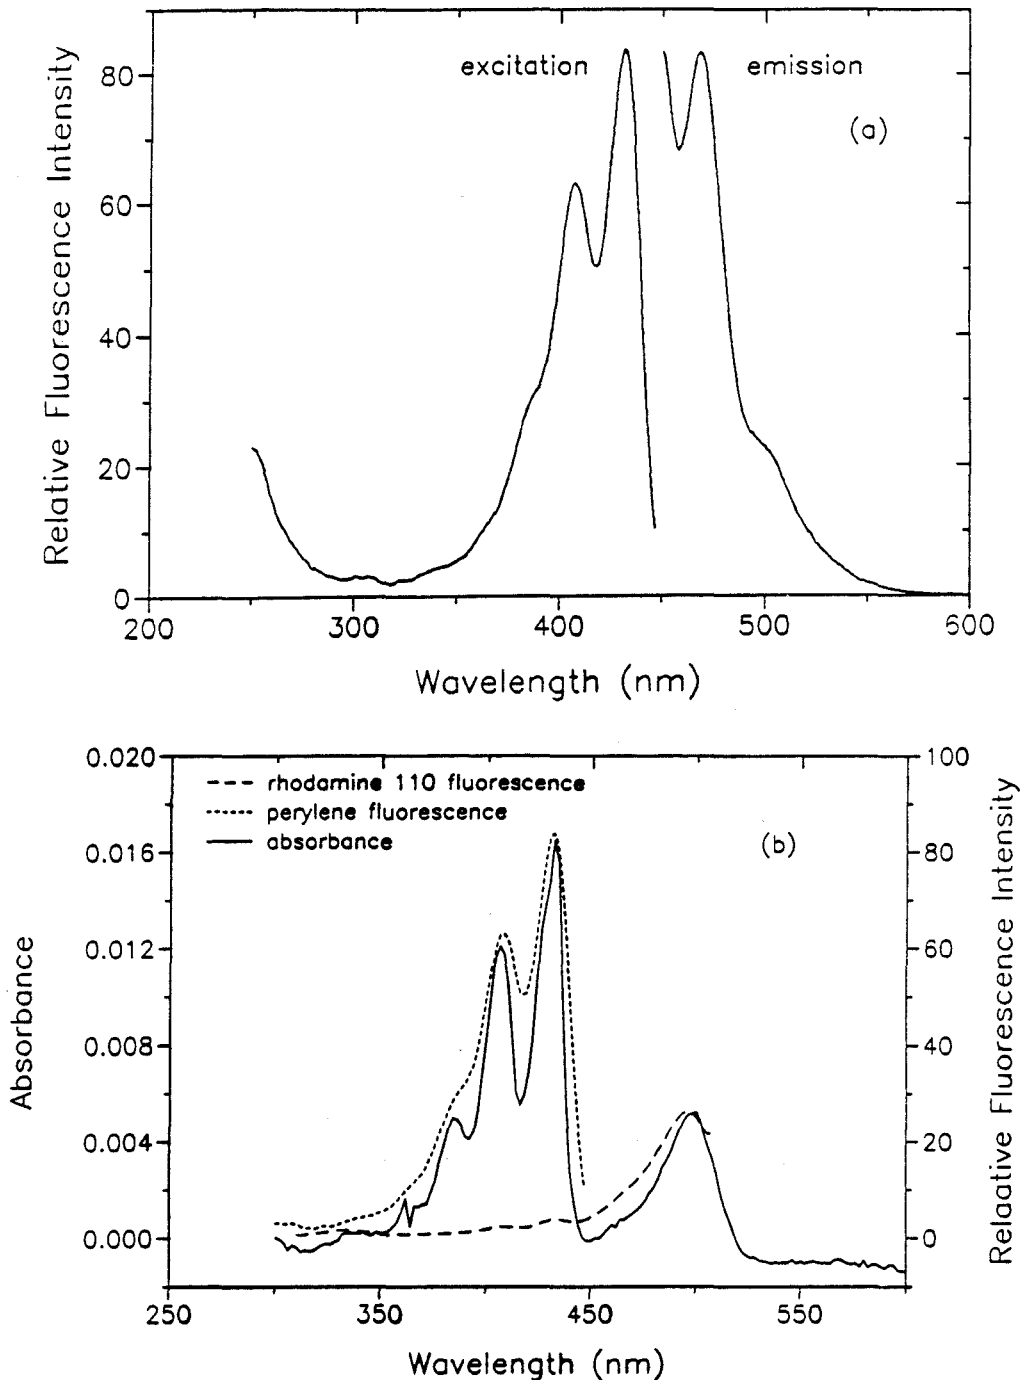 Relative Fluorescence Intensity
80
60
40
20
0
excitation
emission
(a)
200 300 400 500 600
Wavelength (nm)
Absorbance
0.020
0.016
0.012
0.008
0.004
0.000
rhodamine 110 fluorescence
perylene fluorescence
absorbance
(b)
100
80
60
40
20
0
Relaative Fluorescence Intensity
250 350 450 550
Wavelength (nm)